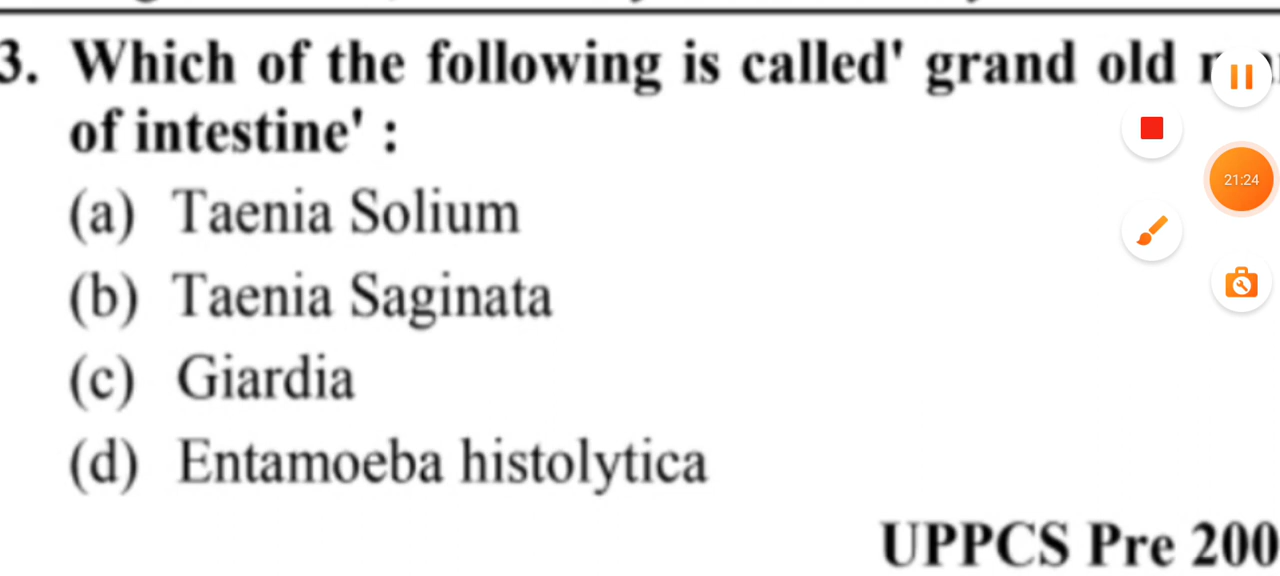 3. Which of the following is called' grand old
of intestine' :
(a) Taenia Solium
(b) Taenia Saginata
(c) Giardia
(d) Entamoeba histolytica
UPPCS Pre 200
21:24